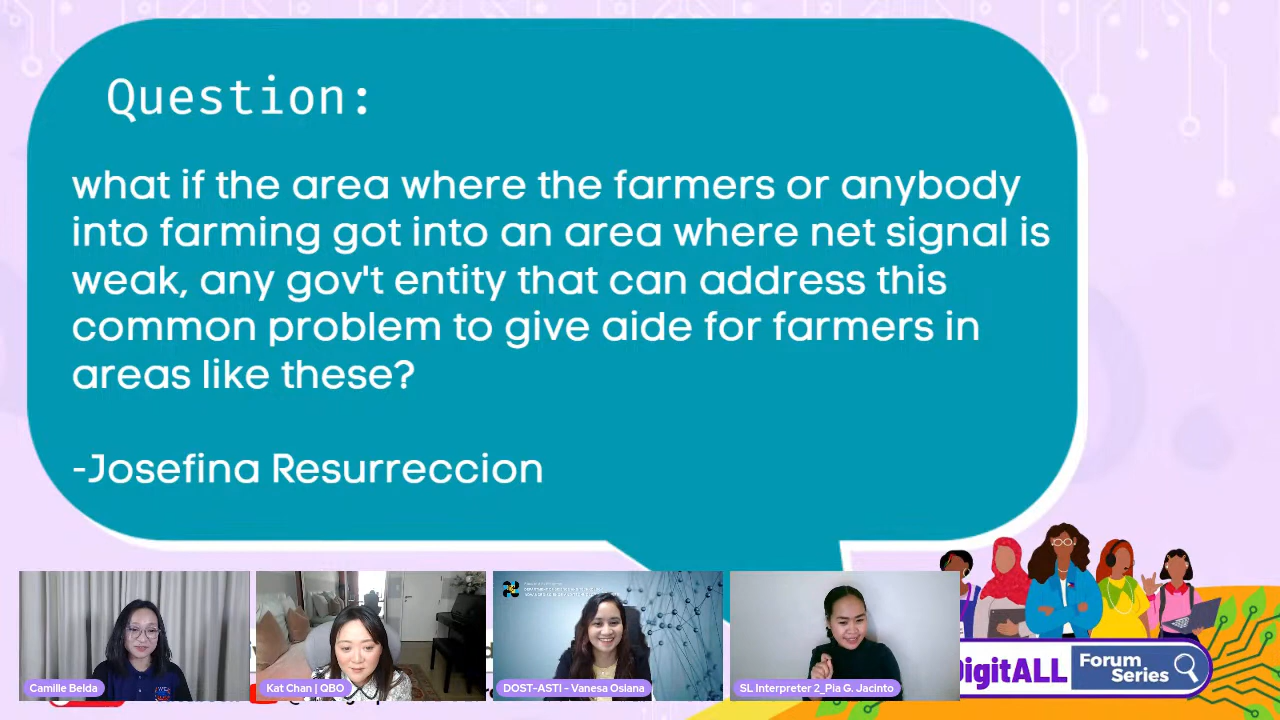 Question:
what if the area where the farmers or anybody
into farming got into an area where net signal is
weak, any gov't entity that can address this
common problem to give aide for farmers in
areas like these?
-Josefina Resurreccion
Camille Belda
Kat Chan | QBO
DOST-ASTI - Vanesa Osiana
SL Interpreter 2_Pia G. Jacinto
DigitALL
Forum
Series